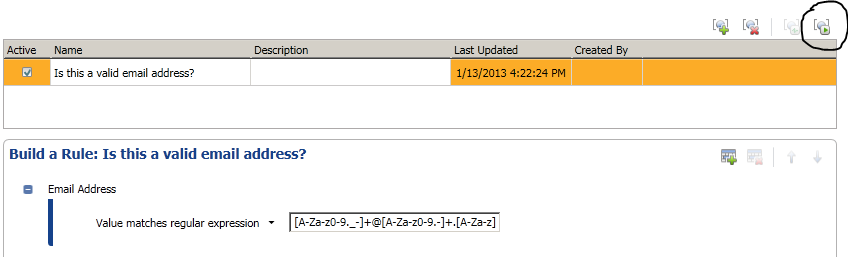 Active Name Description Last Updated Created By
Is this a valid email address? 1/13/2013 4:22:24 PM
Build a Rule: Is this a valid email address?
Email Address
Value matches regular expression [A-Za-z0-9._-]+@[A-Za-z0-9.-]+.[A-Za-z]